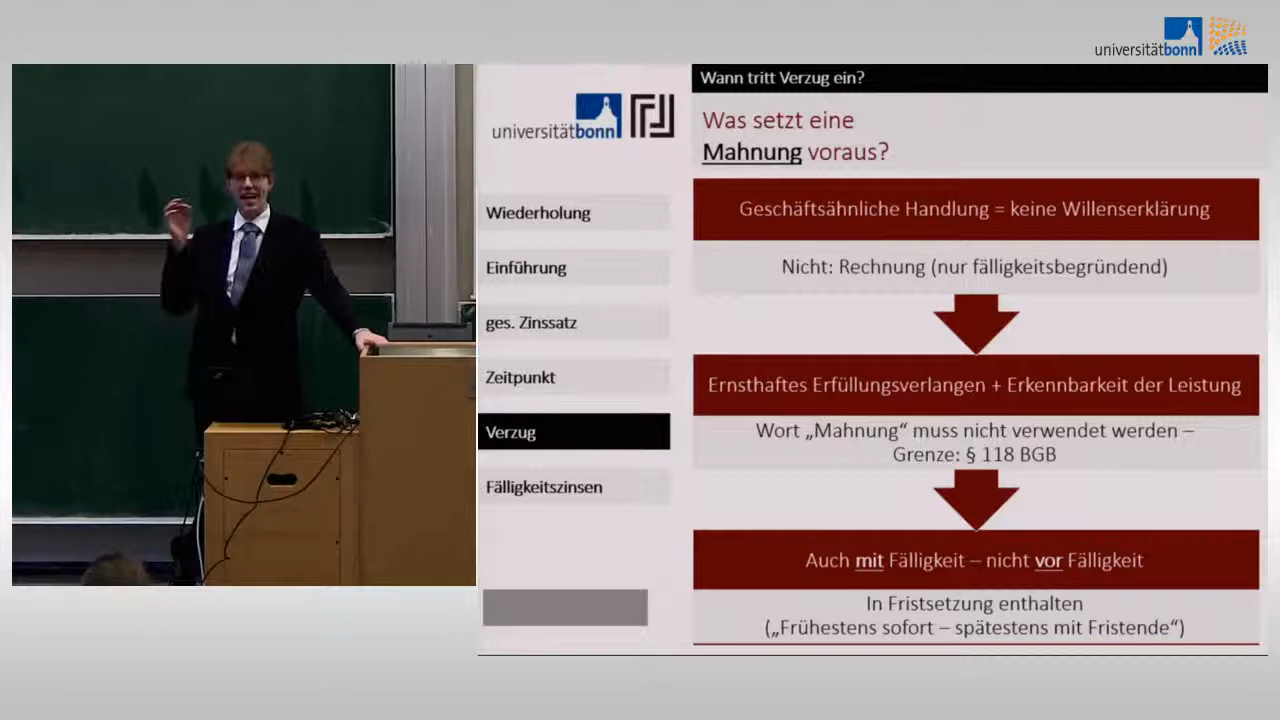 universitätbonn
Wann tritt Verzug ein?
universitätbonn
Was setzt eine
Mahnung voraus?
Wiederholung
Einführung
ges. Zinssatz
Zeitpunkt
Verzug
Fälligkeitszinsen
Geschäftsähnliche Handlung = keine Willenserklärung
Nicht: Rechnung (nur fälligkeitsbegründend)
Ernsthaftes Erfüllungsverlangen + Erkennbarkeit der Leistung
Wort „Mahnung“ muss nicht verwendet werden –
Grenze: § 118 BGB
Auch mit Fälligkeit – nicht vor Fälligkeit
In Fristsetzung enthalten
(„Frühestens sofort – spätestens mit Fristende“)